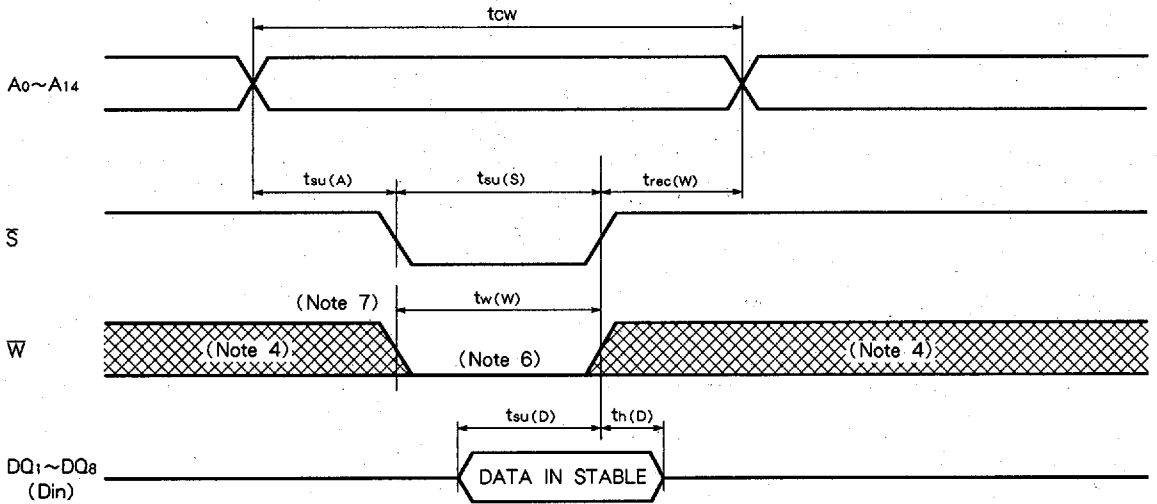 tCW
A0~A14
tsu(A) tsu(S) trec(W)
S̅
(Note 7) tw(W)
W̅ (Note 4) (Note 6) (Note 4)
tsu(D) th(D)
DQ1~DQ8 DATA IN STABLE
(Din)